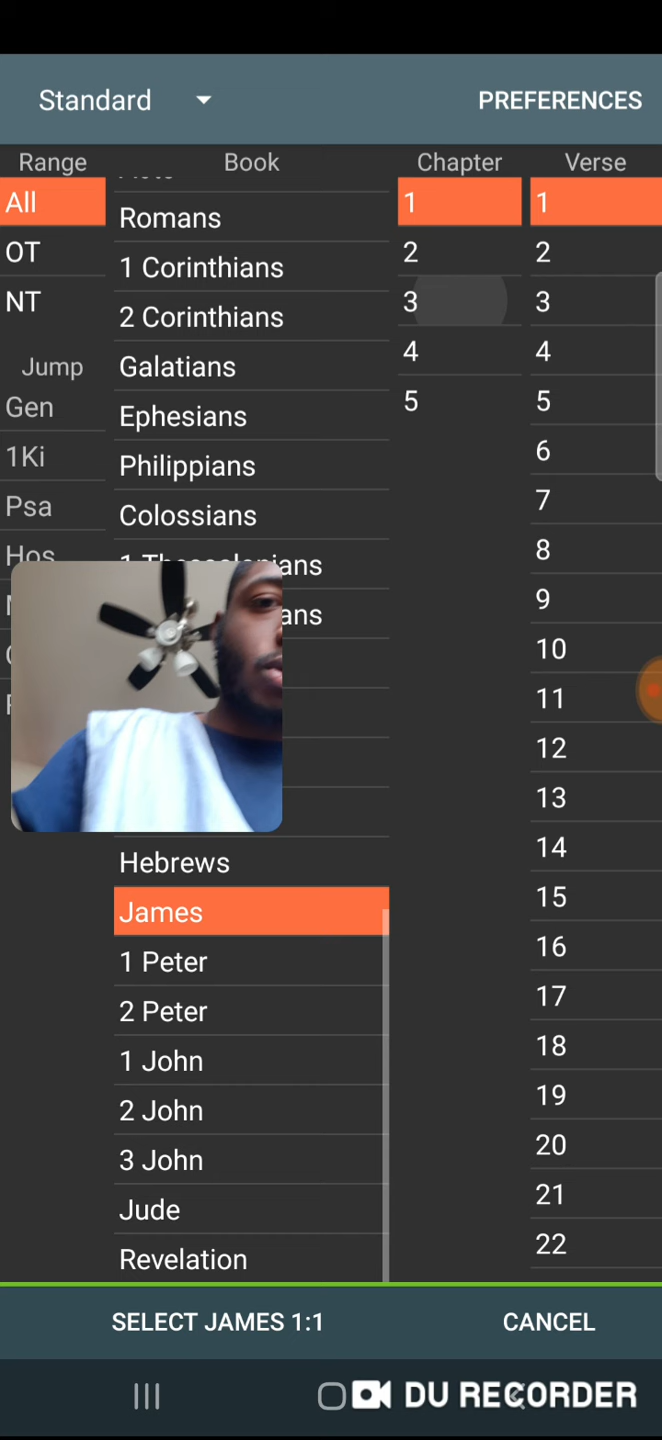 Standard
PREFERENCES
Range
Book
Chapter
Verse
All
OT
NT
Jump
Gen
1Ki
Psa
Hos
Romans
1 Corinthians
2 Corinthians
Galatians
Ephesians
Philippians
Colossians
Hebrews
James
1 Peter
2 Peter
1 John
2 John
3 John
Jude
Revelation
1
2
3
4
5
1
2
3
4
5
6
7
8
9
10
11
12
13
14
15
16
17
18
19
20
21
22
SELECT JAMES 1:1
CANCEL
DU RECORDER